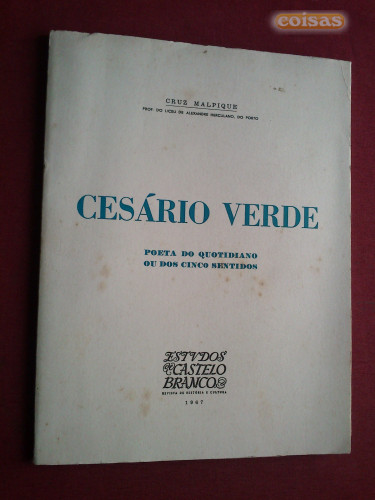 coisas
CRUZ MALPIQUE
PROF. DO LICEU DE ALEXANDRE HERCULANO, DO PORTO
CESÁRIO VERDE
POETA DO QUOTIDIANO
OU DOS CINCO SENTIDOS
ESTVDOS
DE CASTELO
BRANCO
REVISTA DE HISTÓRIA E CULTURA
1967